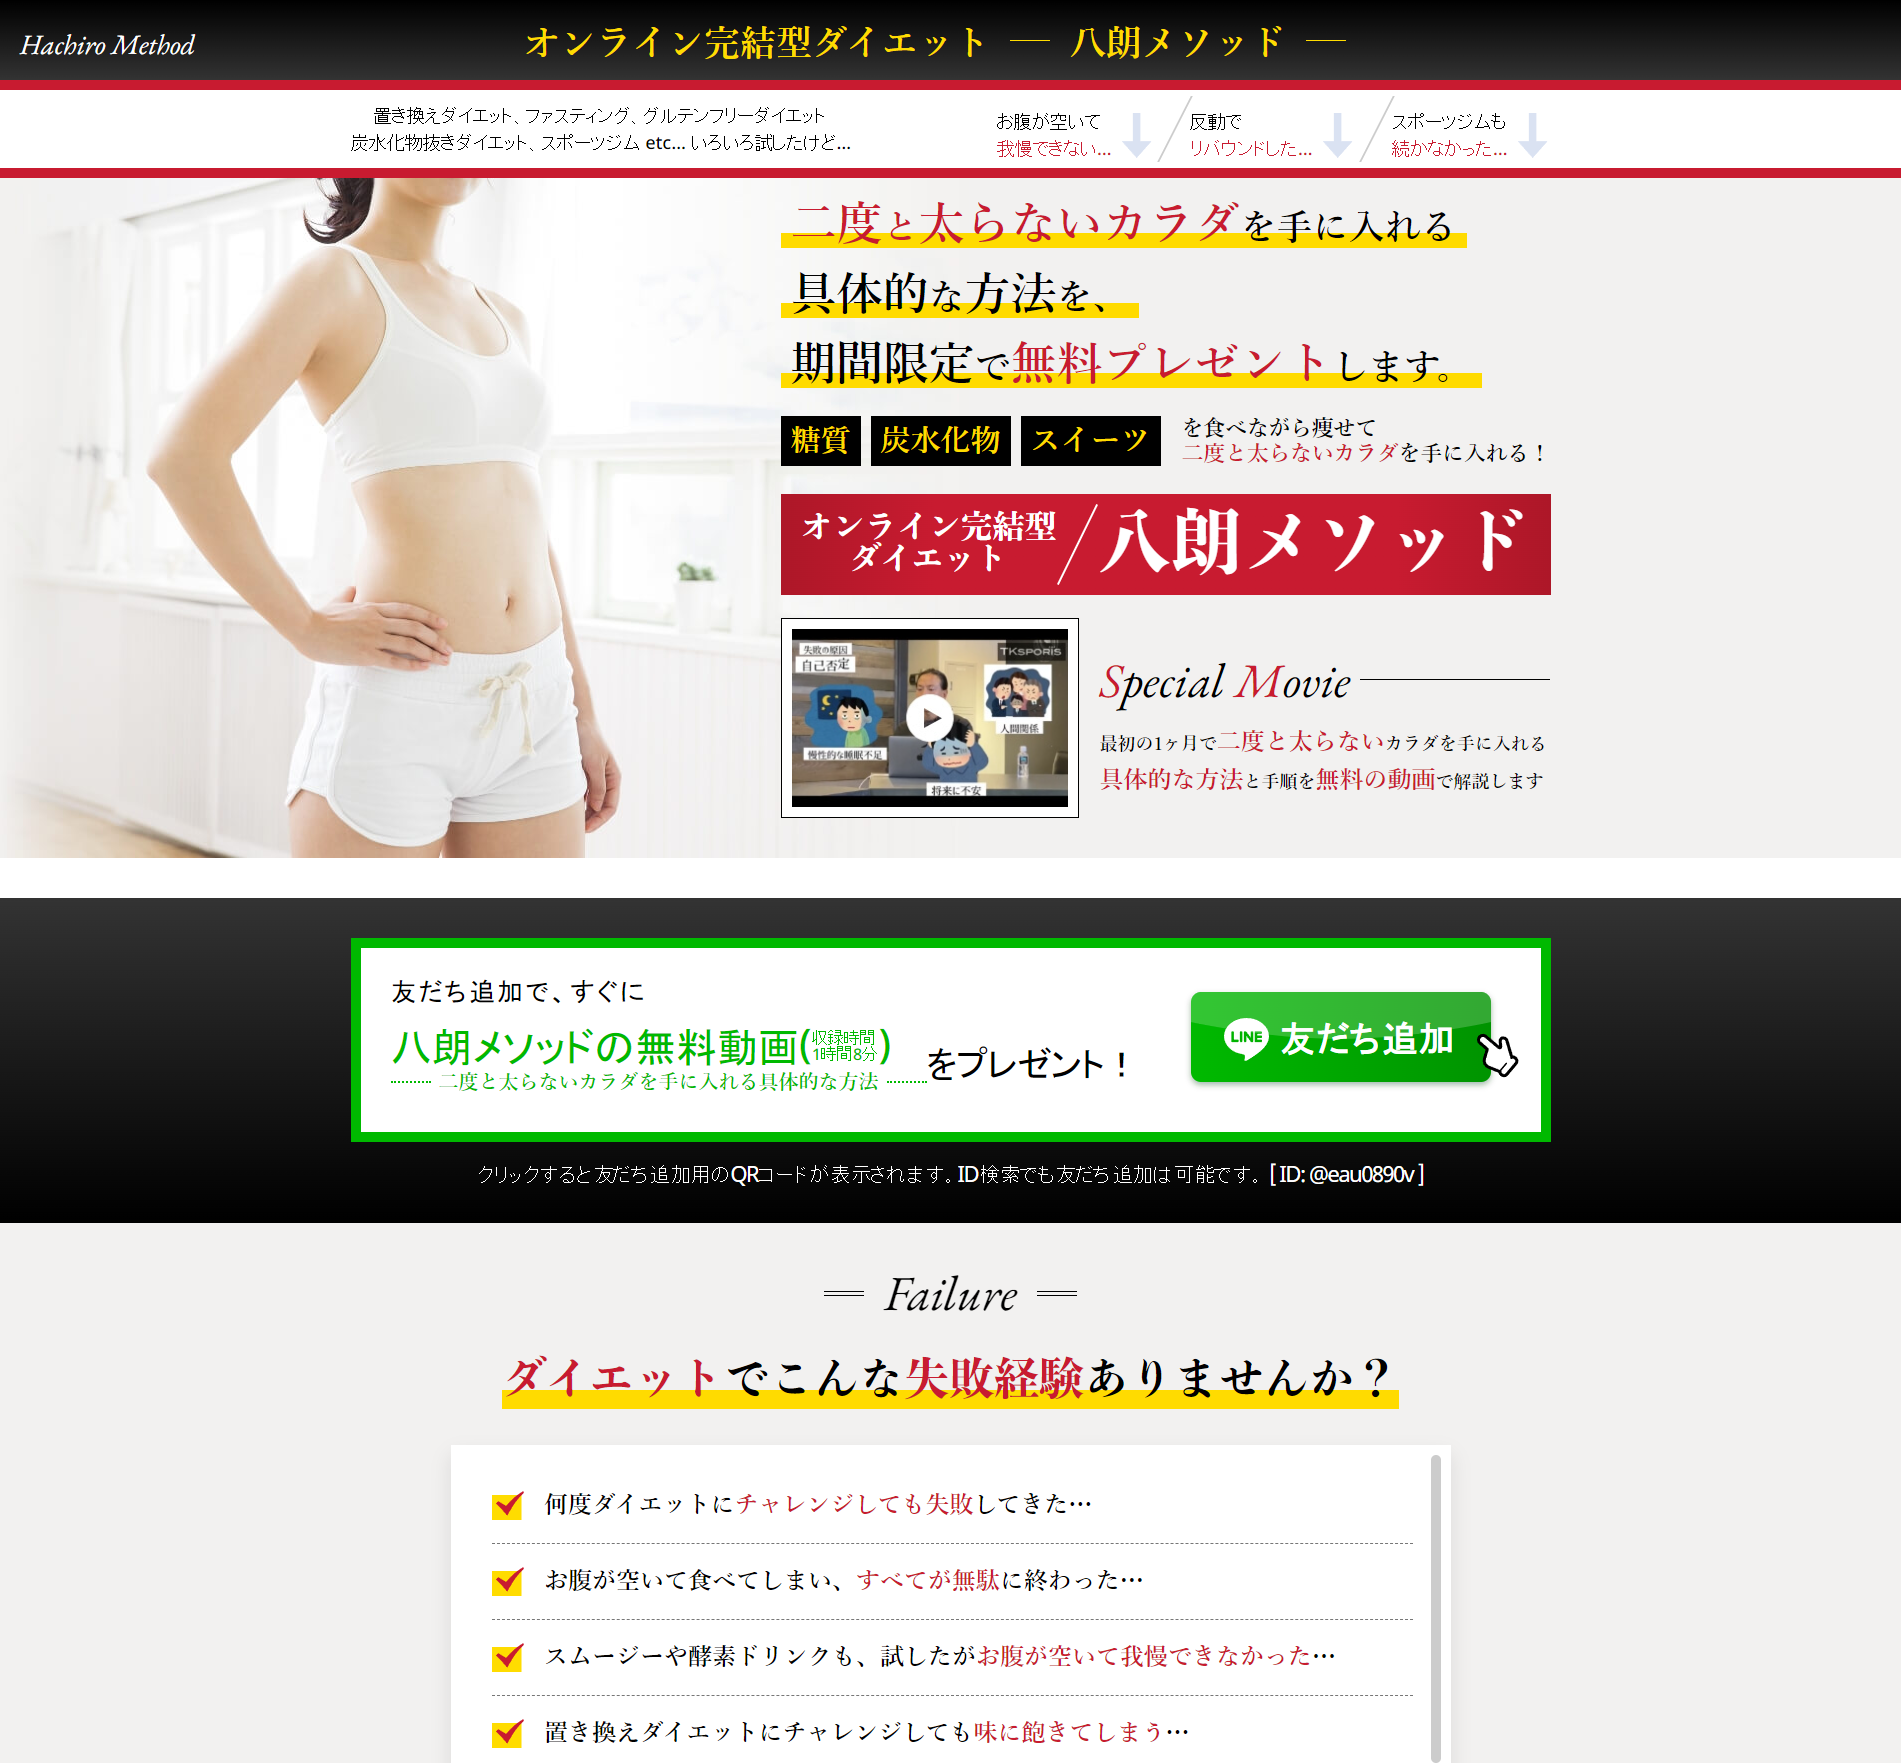 Hachiro Method
オンライン完結型ダイエット ― 八朗メソッド ―
置き換えダイエット、ファスティング、グルテンフリーダイエット
炭水化物抜きダイエット、スポーツジム etc... いろいろ試したけど...
お腹が空いて
我慢できない...
反動で
リバウンドした...
スポーツジムも
続かなかった...
二度と太らないカラダを手に入れる
具体的な方法を、
期間限定で無料プレゼントします。
糖質 炭水化物 スイーツ
を食べながら痩せて
二度と太らないカラダを手に入れる！
オンライン完結型
ダイエット
八朗メソッド
失敗の原因
自己否定
TKSPORTS
慢性的な睡眠不足
人間関係
将来に不安
Special Movie
最初の1ヶ月で二度と太らないカラダを手に入れる
具体的な方法と手順を無料の動画で解説します
友だち追加で、すぐに
八朗メソッドの無料動画(収録時間1時間8分)
二度と太らないカラダを手に入れる具体的な方法
をプレゼント！
LINE 友だち追加
クリックすると友だち追加用のQRコードが表示されます。ID検索でも友だち追加は可能です。 [ ID: @eau0890v ]
Failure
ダイエットでこんな失敗経験ありませんか？
何度ダイエットにチャレンジしても失敗してきた…
お腹が空いて食べてしまい、すべてが無駄に終わった…
スムージーや酵素ドリンクも、試したがお腹が空いて我慢できなかった…
置き換えダイエットにチャレンジしても味に飽きてしまう…